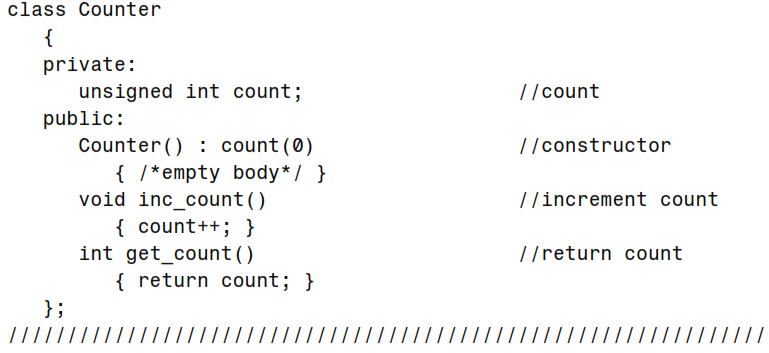 class Counter
{
private:
unsigned int count; //count
public:
Counter() : count(0) //constructor
{ /*empty body*/ }
void inc_count() //increment count
{ count++; }
int get_count() //return count
{ return count; }
};
////////////////////////////////////////////////////////////////